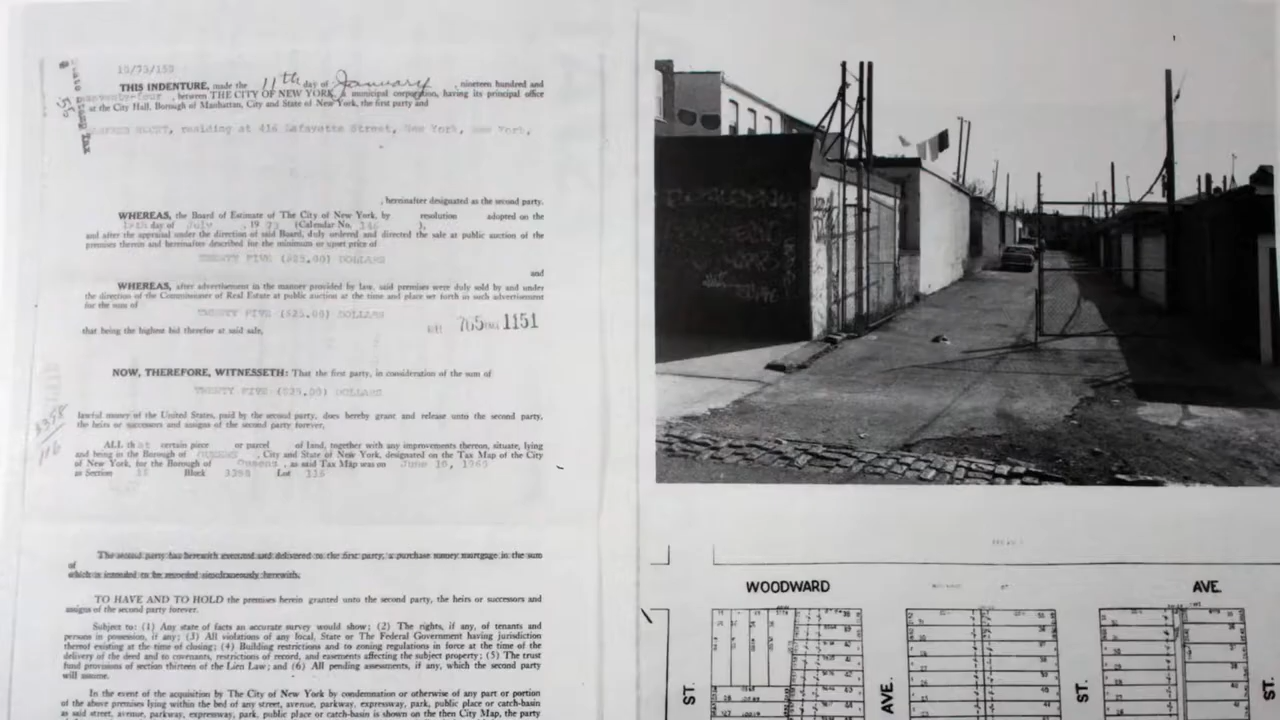 10/73/159
THIS INDENTURE, made the 11th day of January, nineteen hundred and
seventy-four, between THE CITY OF NEW YORK, a municipal corporation, having its principal office
at the City Hall, Borough of Manhattan, City and State of New York, the first party and
residing at 416 Lafayette Street, New York, New York,
, hereinafter designated as the second party.
WHEREAS, the Board of Estimate of The City of New York, by resolution adopted on the
day of July, 1973 (Calendar No. ),
and after the appraisal under the direction of said Board, duly ordered and directed the sale at public auction of the
premises therein and hereinafter described for the minimum or upset price of
TWENTY FIVE ($25.00) DOLLARS
and
WHEREAS, after advertisement in the manner provided by law, said premises were duly sold by and under
the direction of the Commissioner of Real Estate at public auction at the time and place set forth in such advertisement
for the sum of
TWENTY FIVE ($25.00) DOLLARS
that being the highest bid therefor at said sale,
765 1151
NOW, THEREFORE, WITNESSETH: That the first party, in consideration of the sum of
TWENTY FIVE ($25.00) DOLLARS
lawful money of the United States, paid by the second party, does hereby grant and release unto the second party,
the heirs or successors and assigns of the second party forever,
ALL that certain piece or parcel of land, together with any improvements thereon, situate, lying
and being in the Borough of QUEENS, City and State of New York, designated on the Tax Map of the City
of New York, for the Borough of Queens, as said Tax Map was on June 10, 1960
as Section Block 3398 Lot 116
The second party has herewith executed and delivered to the first party, a purchase money mortgage in the sum
of
which is intended to be recorded simultaneously herewith.
TO HAVE AND TO HOLD the premises herein granted unto the second party, the heirs or successors and
assigns of the second party forever.
Subject to: (1) Any state of facts an accurate survey would show; (2) The rights, if any, of tenants and
persons in possession, if any; (3) All violations of any local, State or The Federal Government having jurisdiction
thereof existing at the time of closing; (4) Building restrictions and to zoning regulations in force at the time of the
delivery of the deed and to covenants, restrictions of record, and easements affecting the subject property; (5) The trust
fund provisions of section thirteen of the Lien Law; and (6) All pending assessments, if any, which the second party
will assume.
In the event of the acquisition by The City of New York by condemnation or otherwise of any part or portion
of the above premises lying within the bed of any street, avenue, parkway, expressway, park, public place or catch-basin
as said street, avenue, parkway, expressway, park, public place or catch-basin is shown on the then City Map, the party
WOODWARD AVE.
ST.
AVE.
ST.
ST.